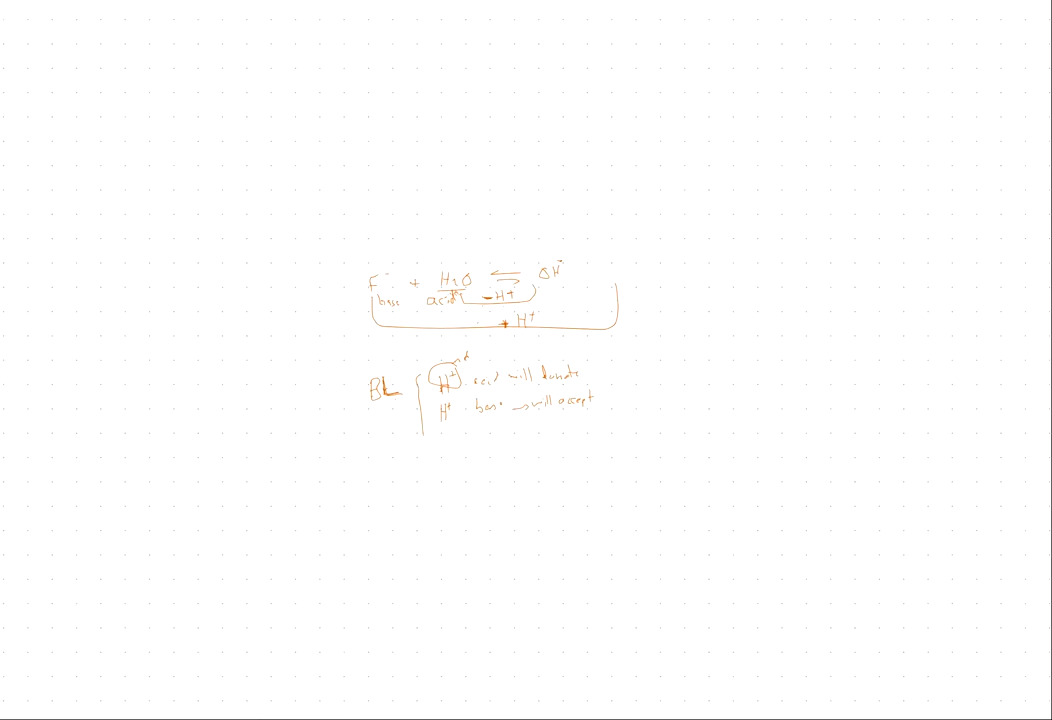 F⁻ + H₂O ⇌ OH⁻
base acid -H⁺
+ H⁺
BL { H⁺ acid will donate
H⁺ base → will accept